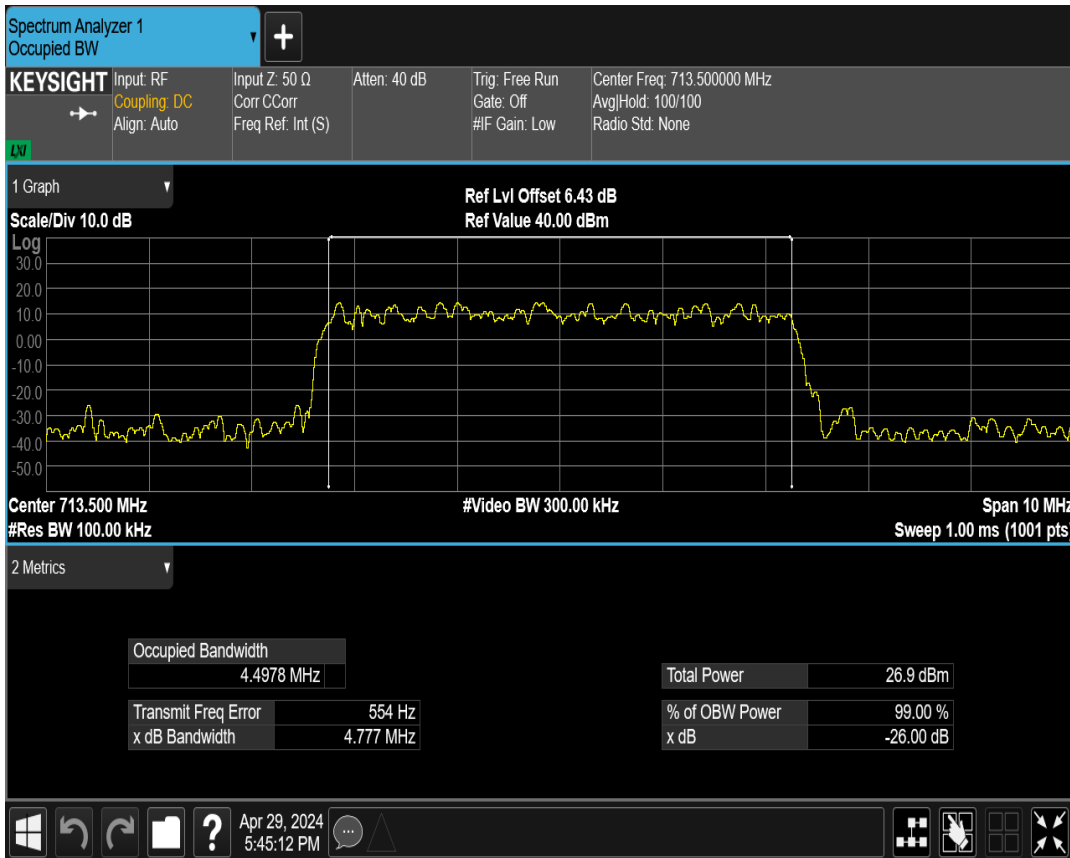 Spectrum Analyzer 1
Occupied BW
KEYSIGHT
LXI
Input: RF
Coupling: DC
Align: Auto
Input Z: 50 Ω
Corr CCorr
Freq Ref: Int (S)
Atten: 40 dB
Trig: Free Run
Gate: Off
#IF Gain: Low
Center Freq: 713.500000 MHz
Avg|Hold: 100/100
Radio Std: None
1 Graph
Scale/Div 10.0 dB
Ref Lvl Offset 6.43 dB
Ref Value 40.00 dBm
Log
30.0
20.0
10.0
0.00
-10.0
-20.0
-30.0
-40.0
-50.0
Center 713.500 MHz
#Video BW 300.00 kHz
Span 10 MHz
#Res BW 100.00 kHz
Sweep 1.00 ms (1001 pts)
2 Metrics
Occupied Bandwidth
4.4978 MHz
Total Power 26.9 dBm
Transmit Freq Error 554 Hz
% of OBW Power 99.00 %
x dB Bandwidth 4.777 MHz
x dB -26.00 dB
Apr 29, 2024
5:45:12 PM